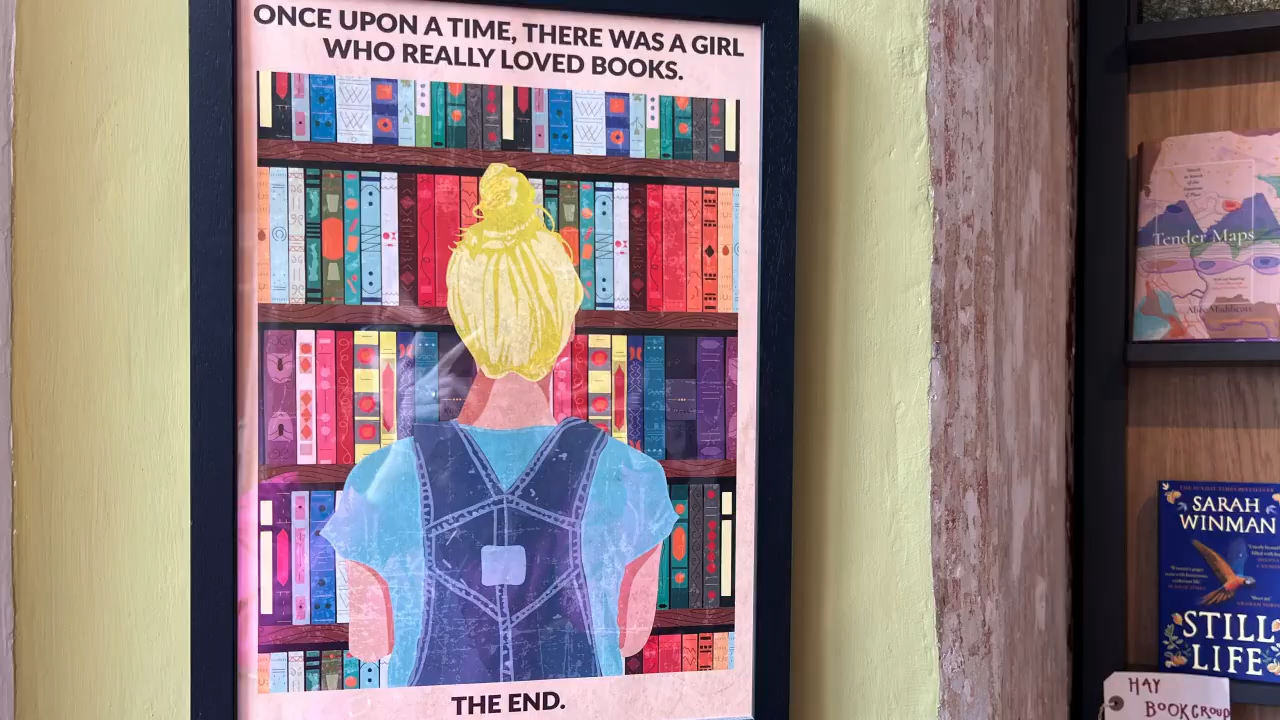 ONCE UPON A TIME, THERE WAS A GIRL
WHO REALLY LOVED BOOKS.
THE END.
Tender Maps
SARAH
WINMAN
STILL
LIFE
HAY
BOOKGROUP